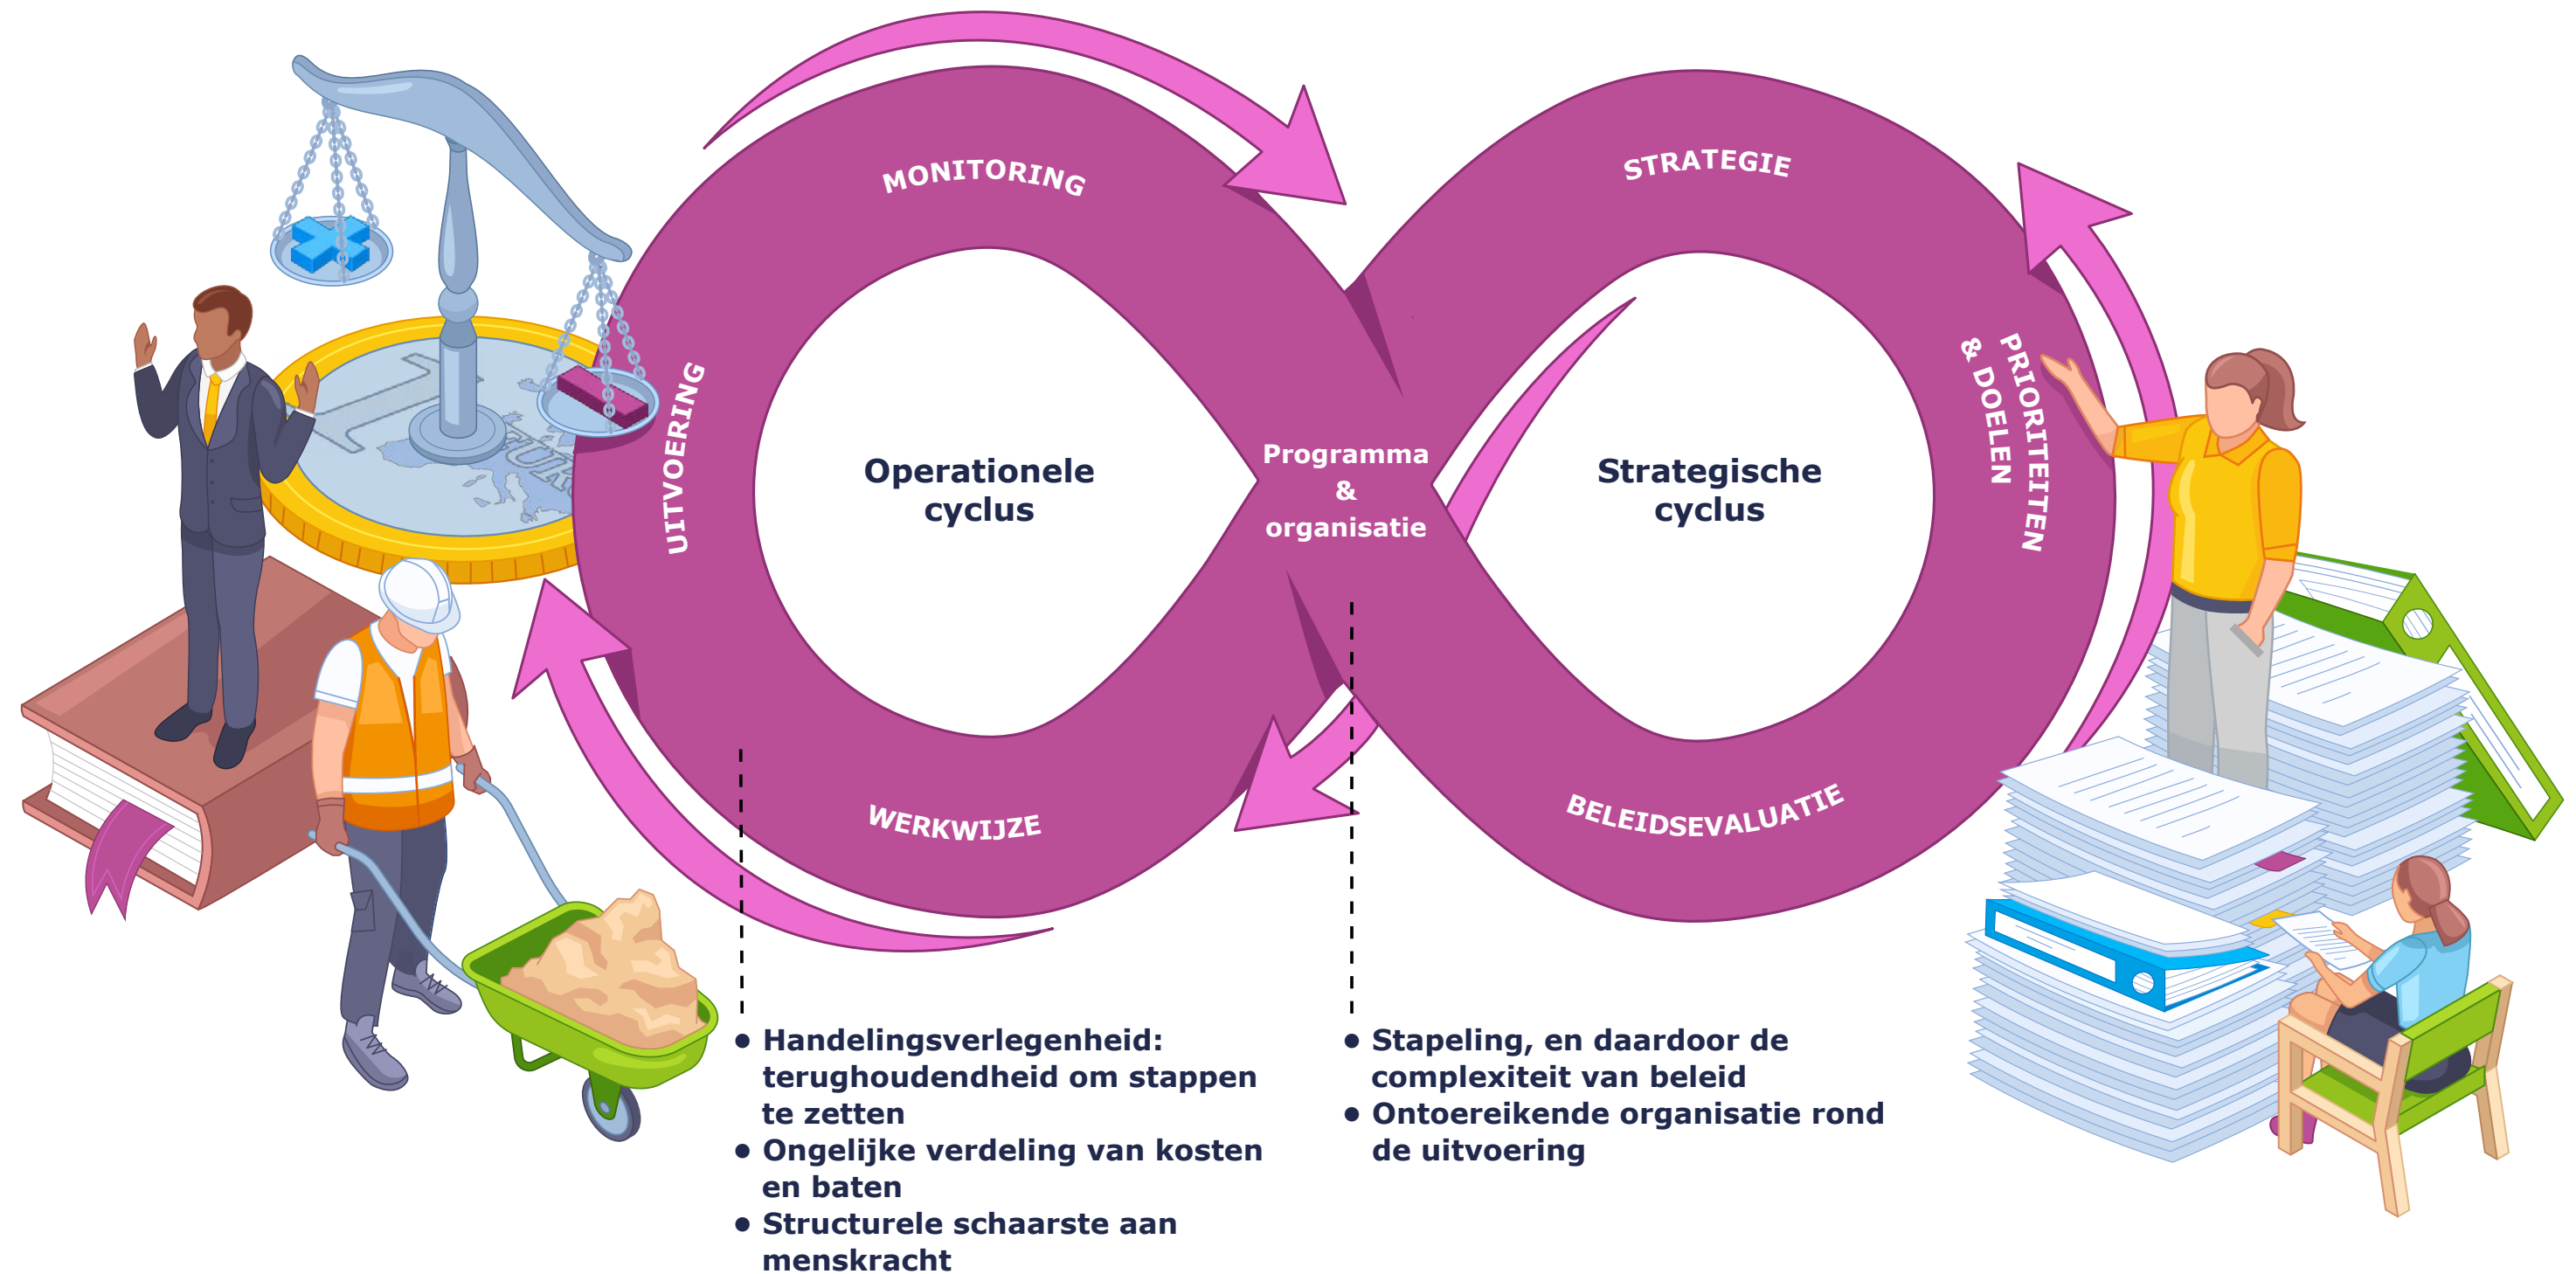 MONITORING
STRATEGIE
UITVOERING
PRIORITEITEN
& DOELEN
Operationele
cyclus
Programma
&
organisatie
Strategische
cyclus
WERKWIJZE
BELEIDSEVALUATIE
• Handelingsverlegenheid:
terughoudendheid om stappen
te zetten
• Ongelijke verdeling van kosten
en baten
• Structurele schaarste aan
menskracht
• Stapeling, en daardoor de
complexiteit van beleid
• Ontoereikende organisatie rond
de uitvoering